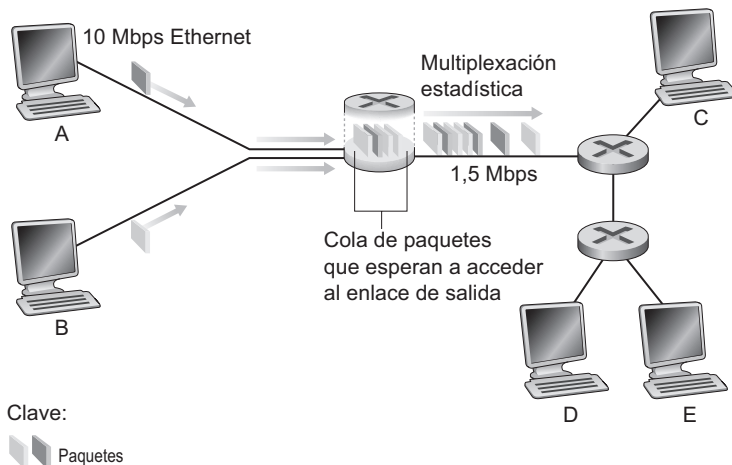 10 Mbps Ethernet
A
B
Multiplexación
estadística
1,5 Mbps
Cola de paquetes
que esperan a acceder
al enlace de salida
C
D
E
Clave:
Paquetes